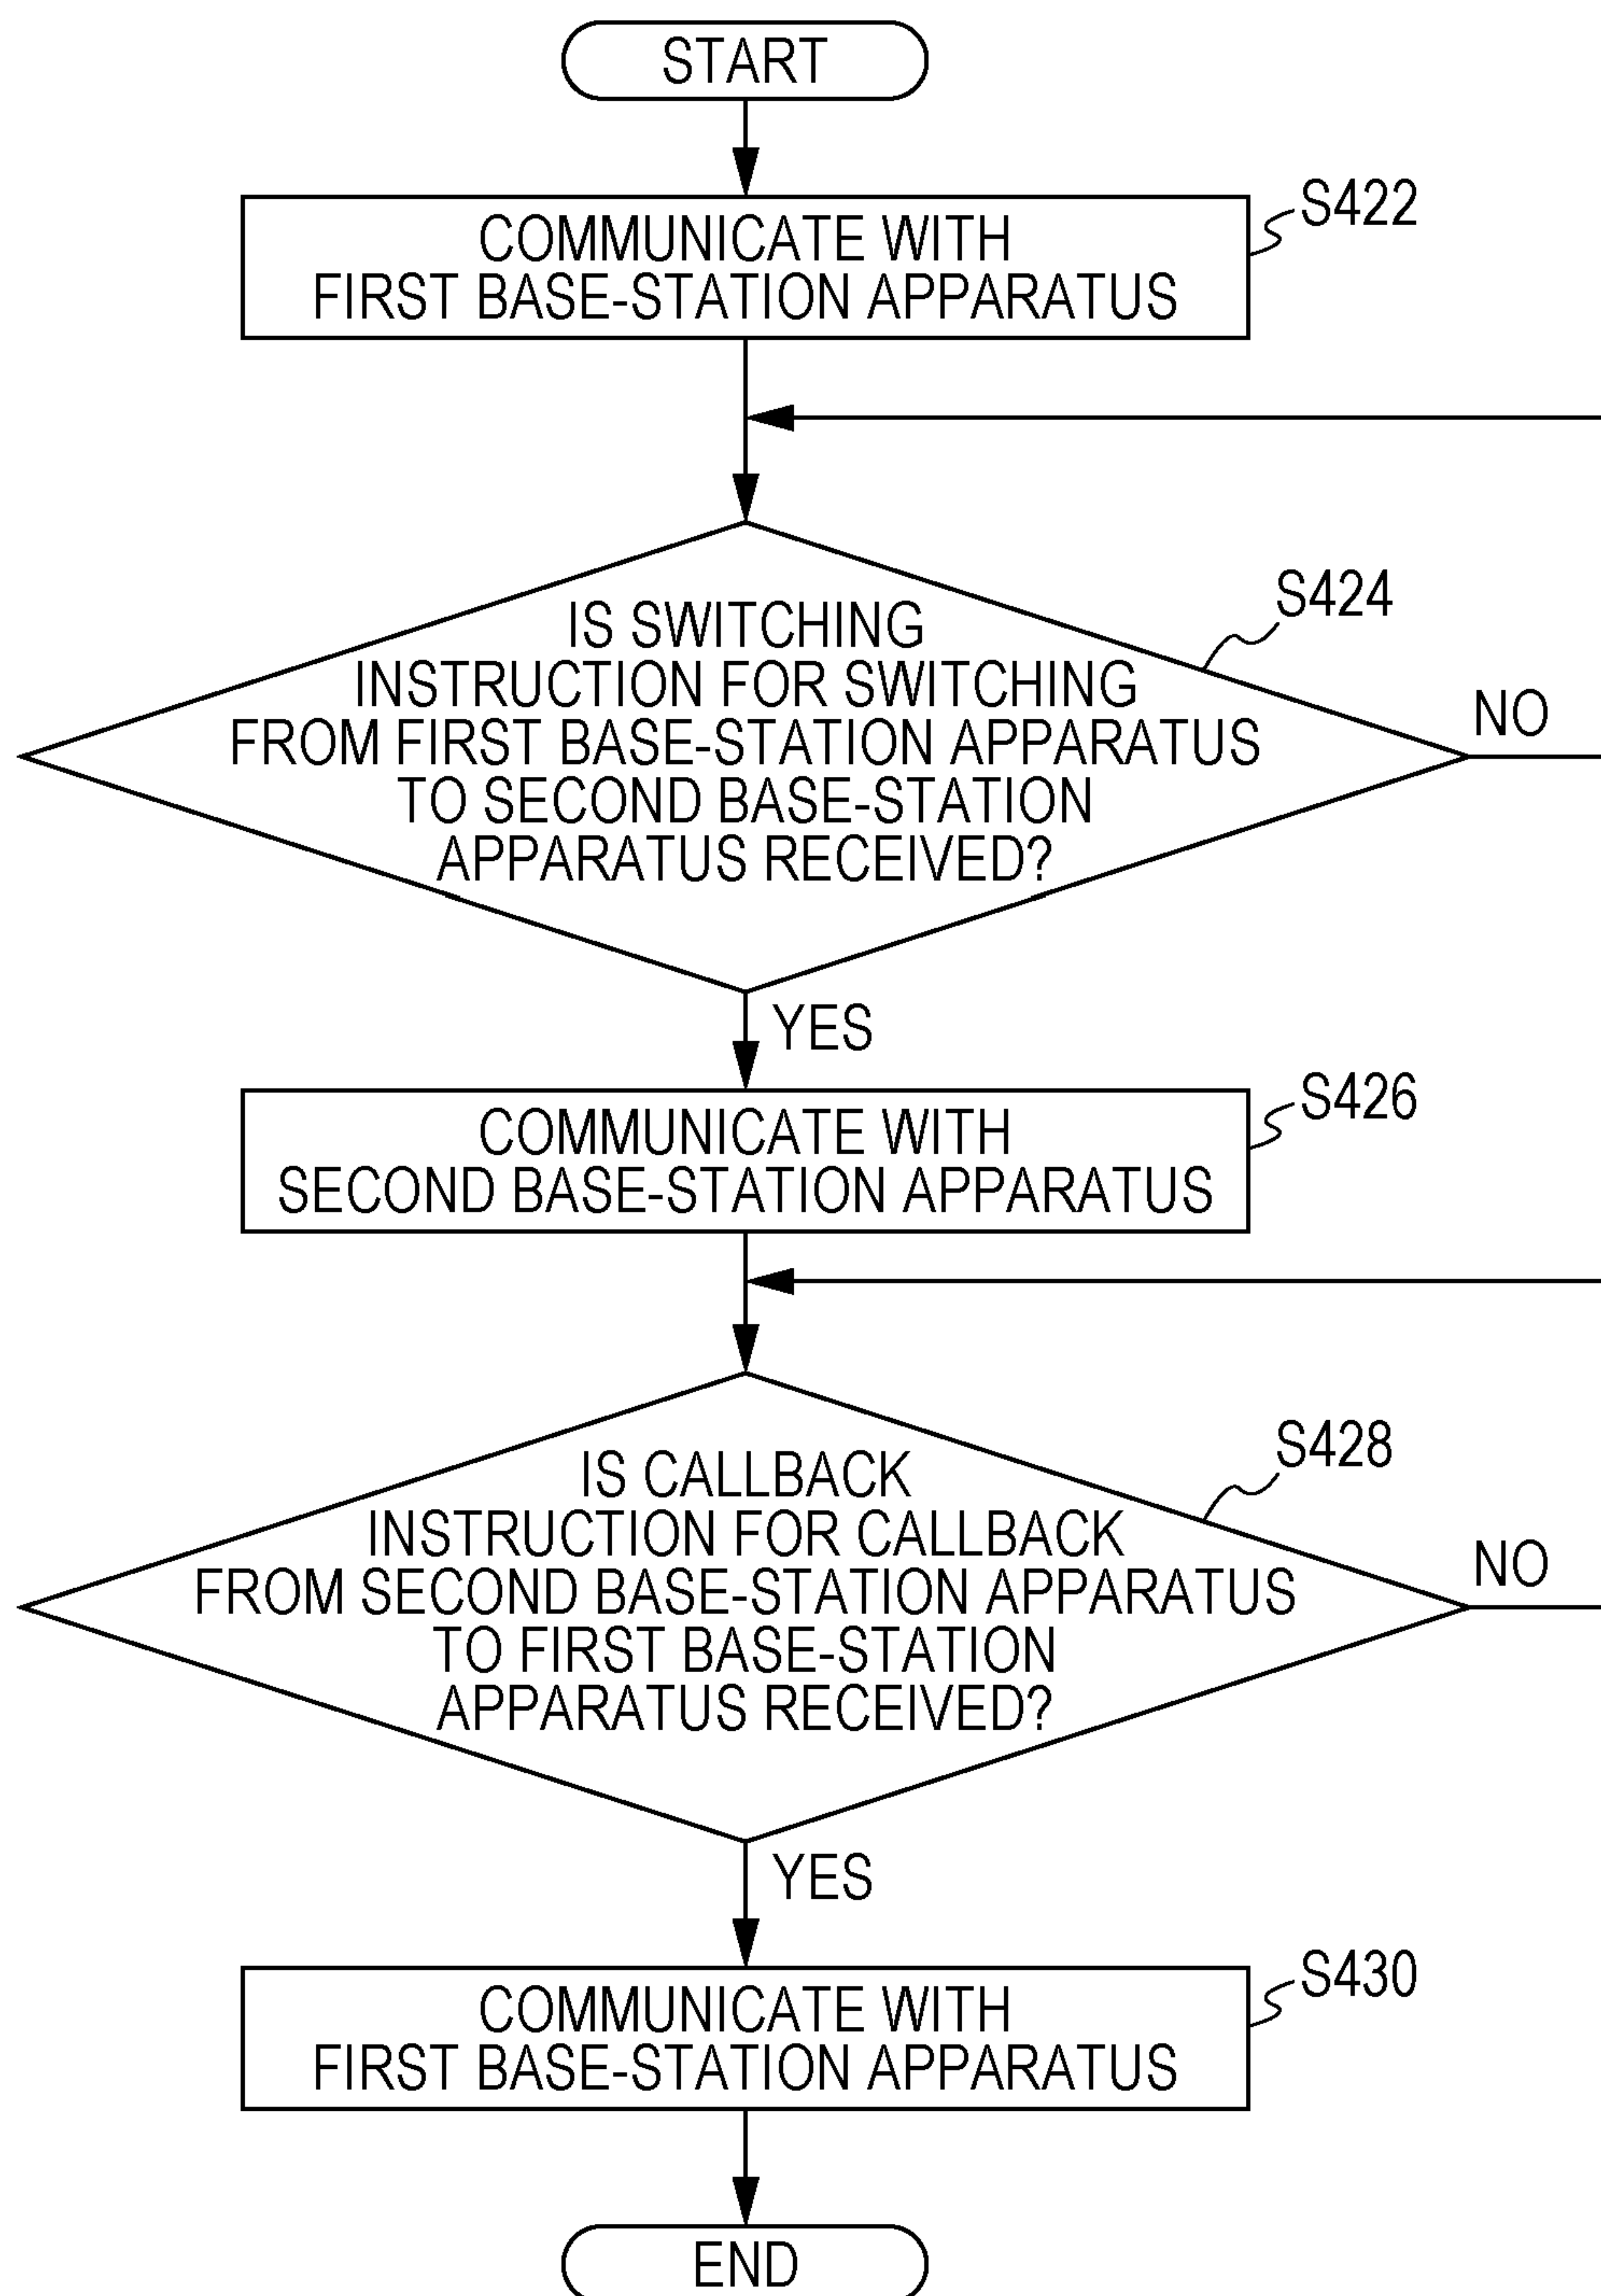 START
COMMUNICATE WITH
FIRST BASE-STATION APPARATUS
S422
IS SWITCHING
INSTRUCTION FOR SWITCHING
FROM FIRST BASE-STATION APPARATUS
TO SECOND BASE-STATION
APPARATUS RECEIVED?
S424
NO
YES
COMMUNICATE WITH
SECOND BASE-STATION APPARATUS
S426
IS CALLBACK
INSTRUCTION FOR CALLBACK
FROM SECOND BASE-STATION APPARATUS
TO FIRST BASE-STATION
APPARATUS RECEIVED?
S428
NO
YES
COMMUNICATE WITH
FIRST BASE-STATION APPARATUS
S430
END